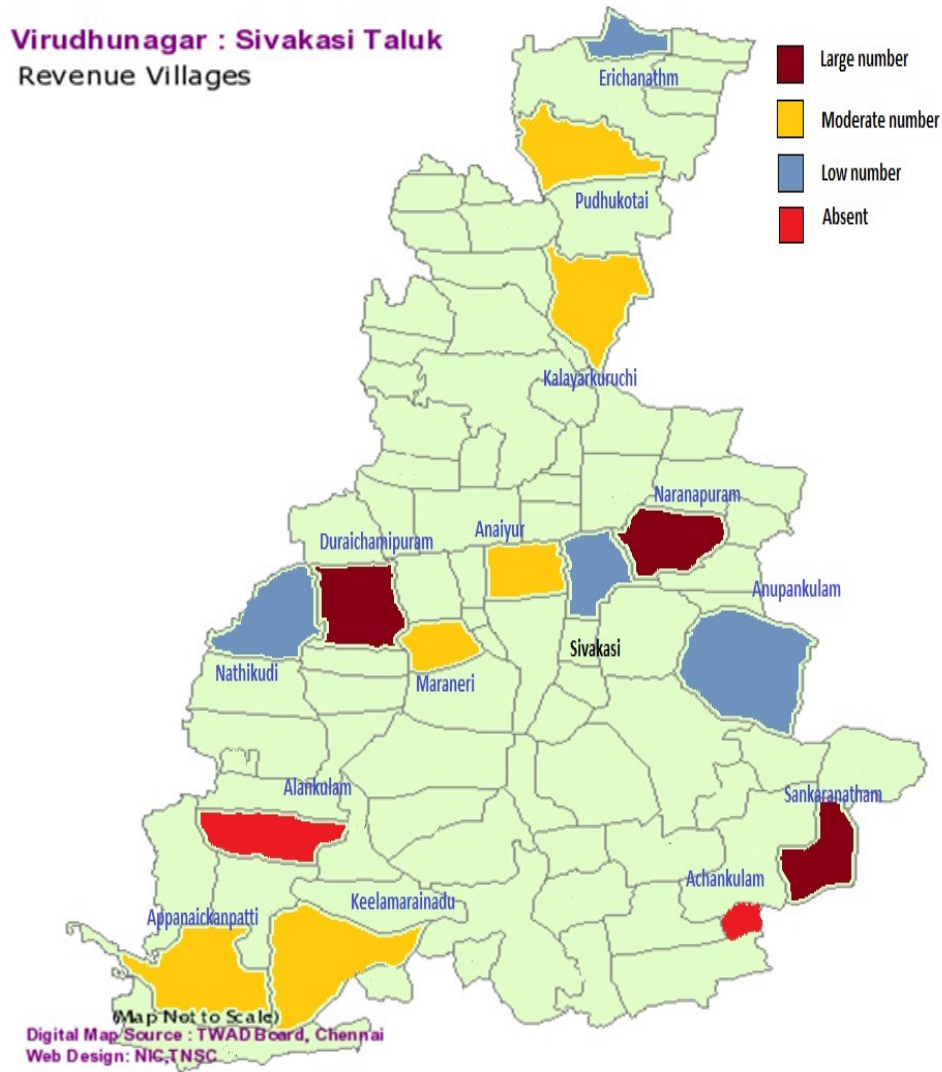 Virudhunagar : Sivakasi Taluk
Revenue Villages
Large number
Moderate number
Low number
Absent
Erichanathm
Pudhukotai
Kalayarkuruchi
Naranapuram
Anaiyur
Duraichamipuram
Anupankulam
Sivakasi
Nathikudi
Maraneri
Alankulam
Sankaranatham
Achankulam
Keelamarainadu
Appanaickanpatti
(Map Not to Scale)
Digital Map Source : TWAD Board, Chennai
Web Design: NIC,TNSC